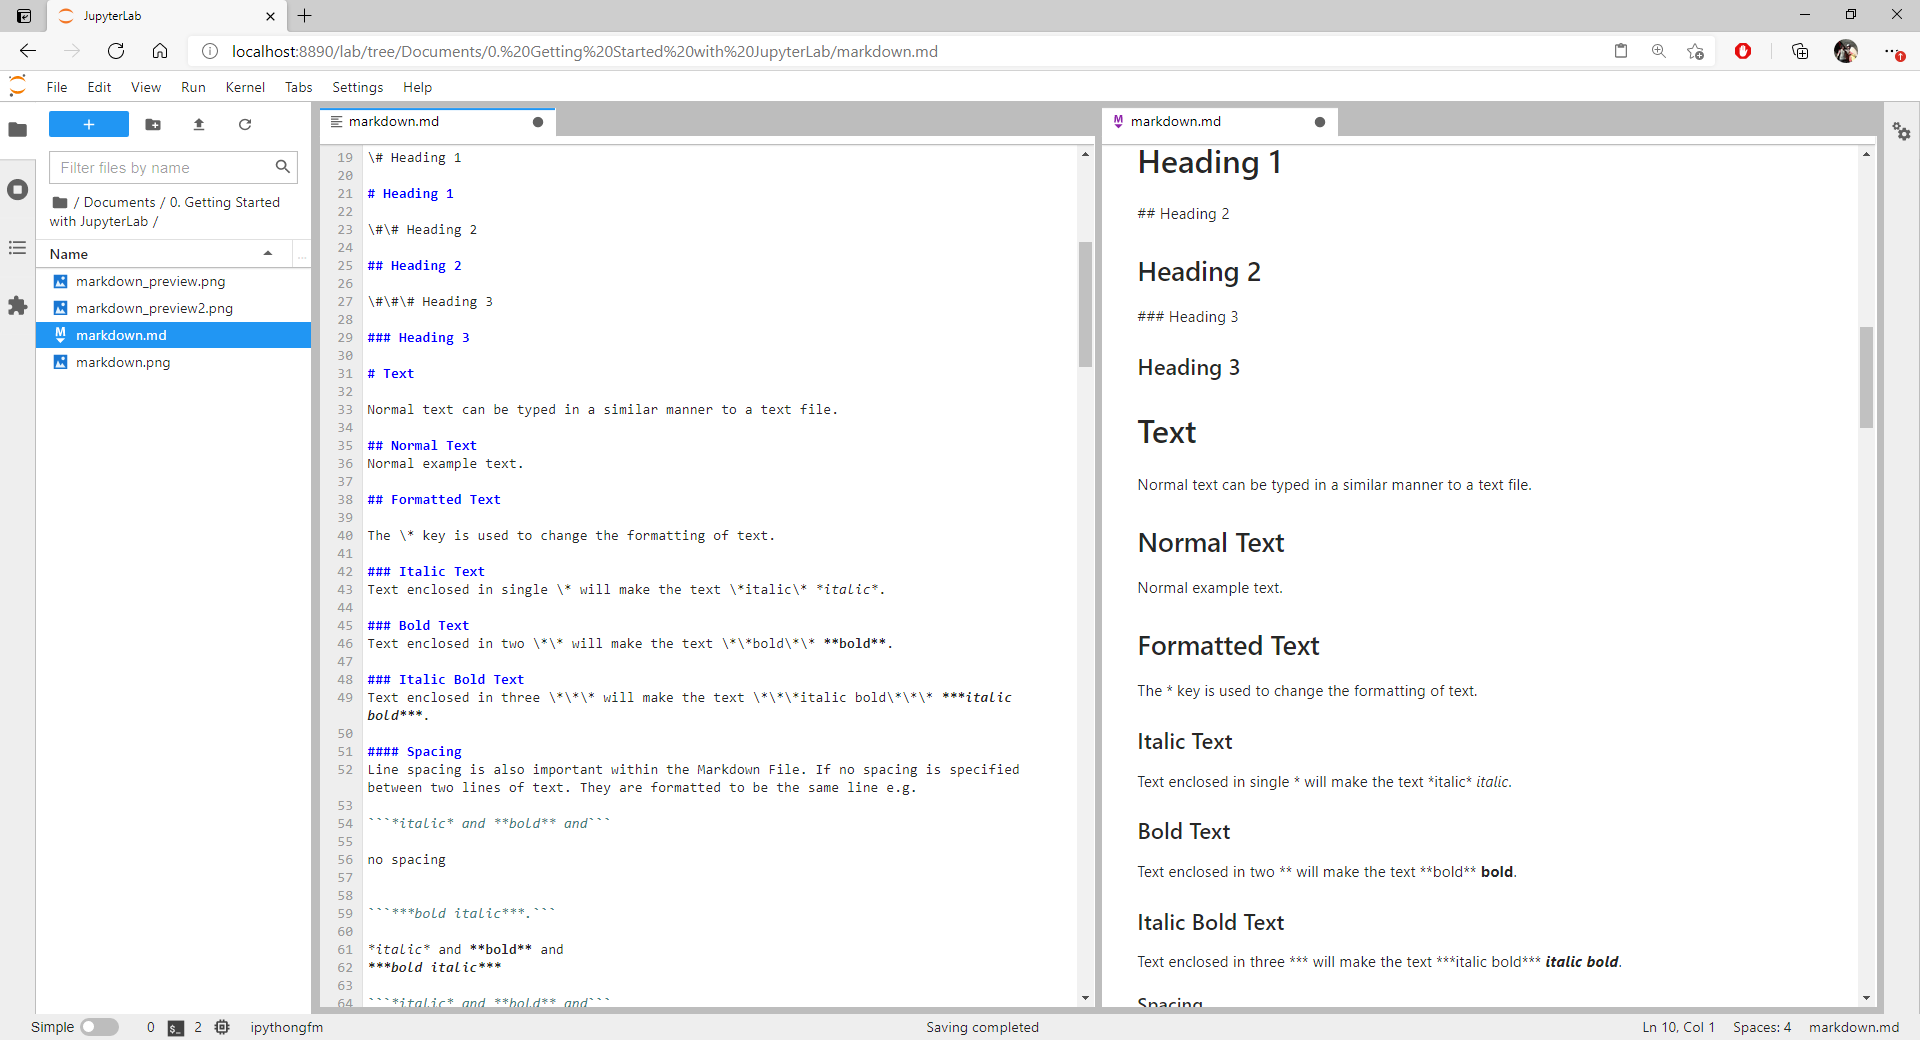 JupyterLab
localhost:8890/lab/tree/Documents/0.%20Getting%20Started%20with%20JupyterLab/markdown.md
File Edit View Run Kernel Tabs Settings Help
+
Filter files by name
/ Documents / 0. Getting Started
with JupyterLab /
Name
...
markdown_preview.png
markdown_preview2.png
markdown.md
markdown.png
markdown.md
19 \# Heading 1
20
21 # Heading 1
22
23 \#\# Heading 2
24
25 ## Heading 2
26
27 \#\#\# Heading 3
28
29 ### Heading 3
30
31 # Text
32
33 Normal text can be typed in a similar manner to a text file.
34
35 ## Normal Text
36 Normal example text.
37
38 ## Formatted Text
39
40 The \* key is used to change the formatting of text.
41
42 ### Italic Text
43 Text enclosed in single \* will make the text \*italic\* *italic*.
44
45 ### Bold Text
46 Text enclosed in two \*\* will make the text \*\*bold\*\* **bold**.
47
48 ### Italic Bold Text
49 Text enclosed in three \*\*\* will make the text \*\*\*italic bold\*\*\* ***italic
bold***.
50
51 #### Spacing
52 Line spacing is also important within the Markdown File. If no spacing is specified
between two lines of text. They are formatted to be the same line e.g.
53
54 ```*italic* and **bold** and```
55
56 no spacing
57
58
59 ```***bold italic***.```
60
61 *italic* and **bold** and
62 ***bold italic***
63
64 ```*italic* and **bold** and```
markdown.md
Heading 1
## Heading 2
Heading 2
### Heading 3
Heading 3
Text
Normal text can be typed in a similar manner to a text file.
Normal Text
Normal example text.
Formatted Text
The * key is used to change the formatting of text.
Italic Text
Text enclosed in single * will make the text *italic* italic.
Bold Text
Text enclosed in two ** will make the text **bold** bold.
Italic Bold Text
Text enclosed in three *** will make the text ***italic bold*** italic bold.
Spacing
Simple 0 $_ 2 ipythongfm Saving completed Ln 10, Col 1 Spaces: 4 markdown.md